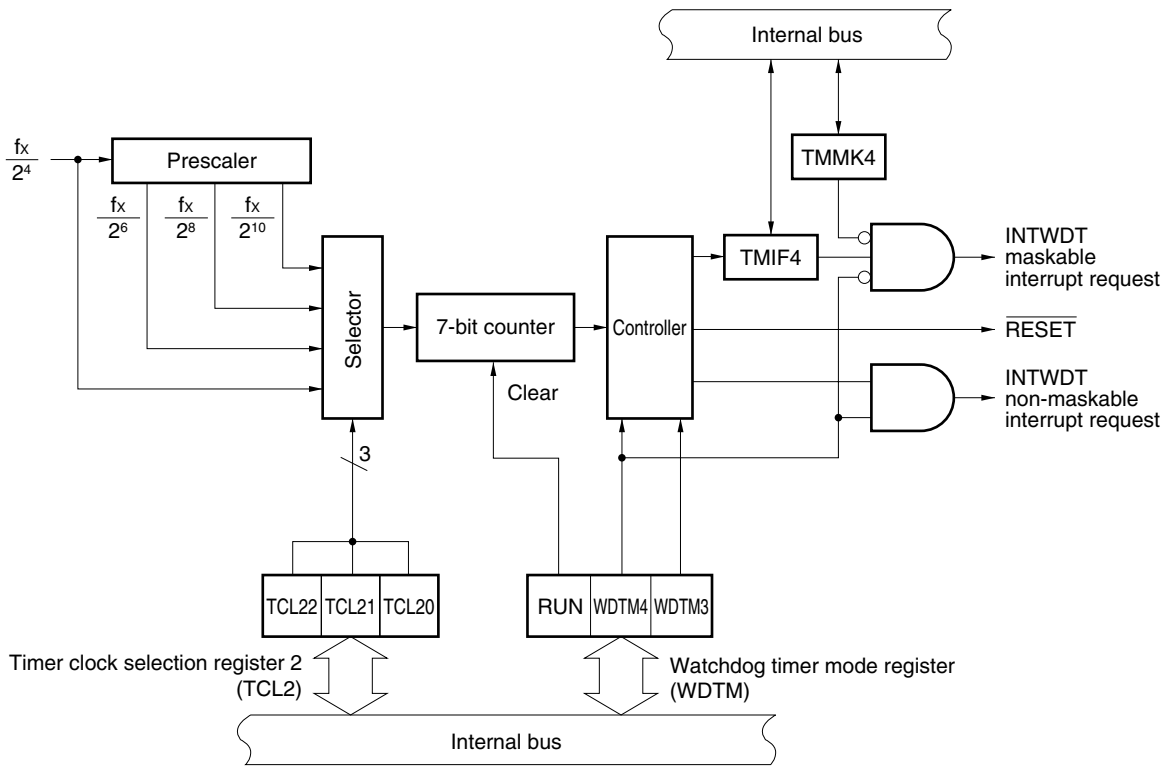 Internal bus
fX
2⁴
Prescaler
TMMK4
fX
2⁶
fX
2⁸
fX
2¹⁰
INTWDT
maskable
interrupt request
TMIF4
Selector
7-bit counter
Controller
RESET
Clear
INTWDT
non-maskable
interrupt request
3
TCL22 TCL21 TCL20
RUN WDTM4 WDTM3
Timer clock selection register 2
(TCL2)
Watchdog timer mode register
(WDTM)
Internal bus